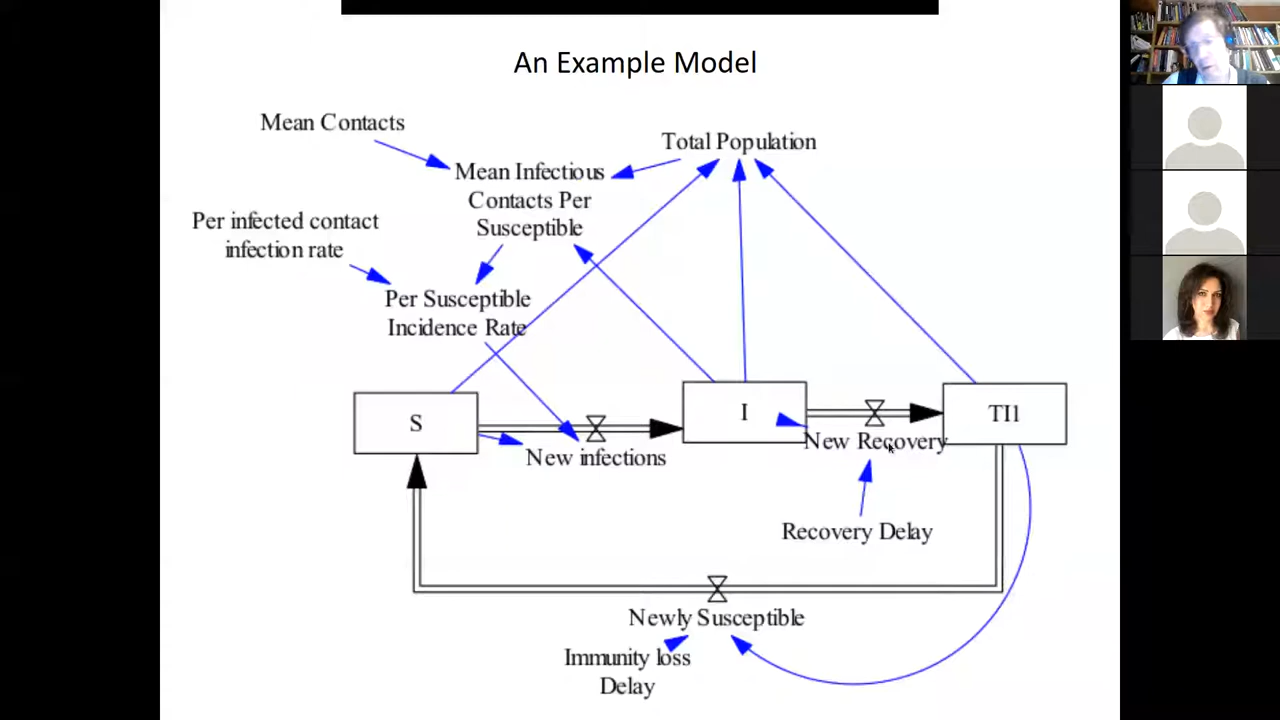 An Example Model
Mean Contacts
Total Population
Mean Infectious
Contacts Per
Susceptible
Per infected contact
infection rate
Per Susceptible
Incidence Rate
S
I
TI1
New infections
New Recovery
Recovery Delay
Newly Susceptible
Immunity loss
Delay